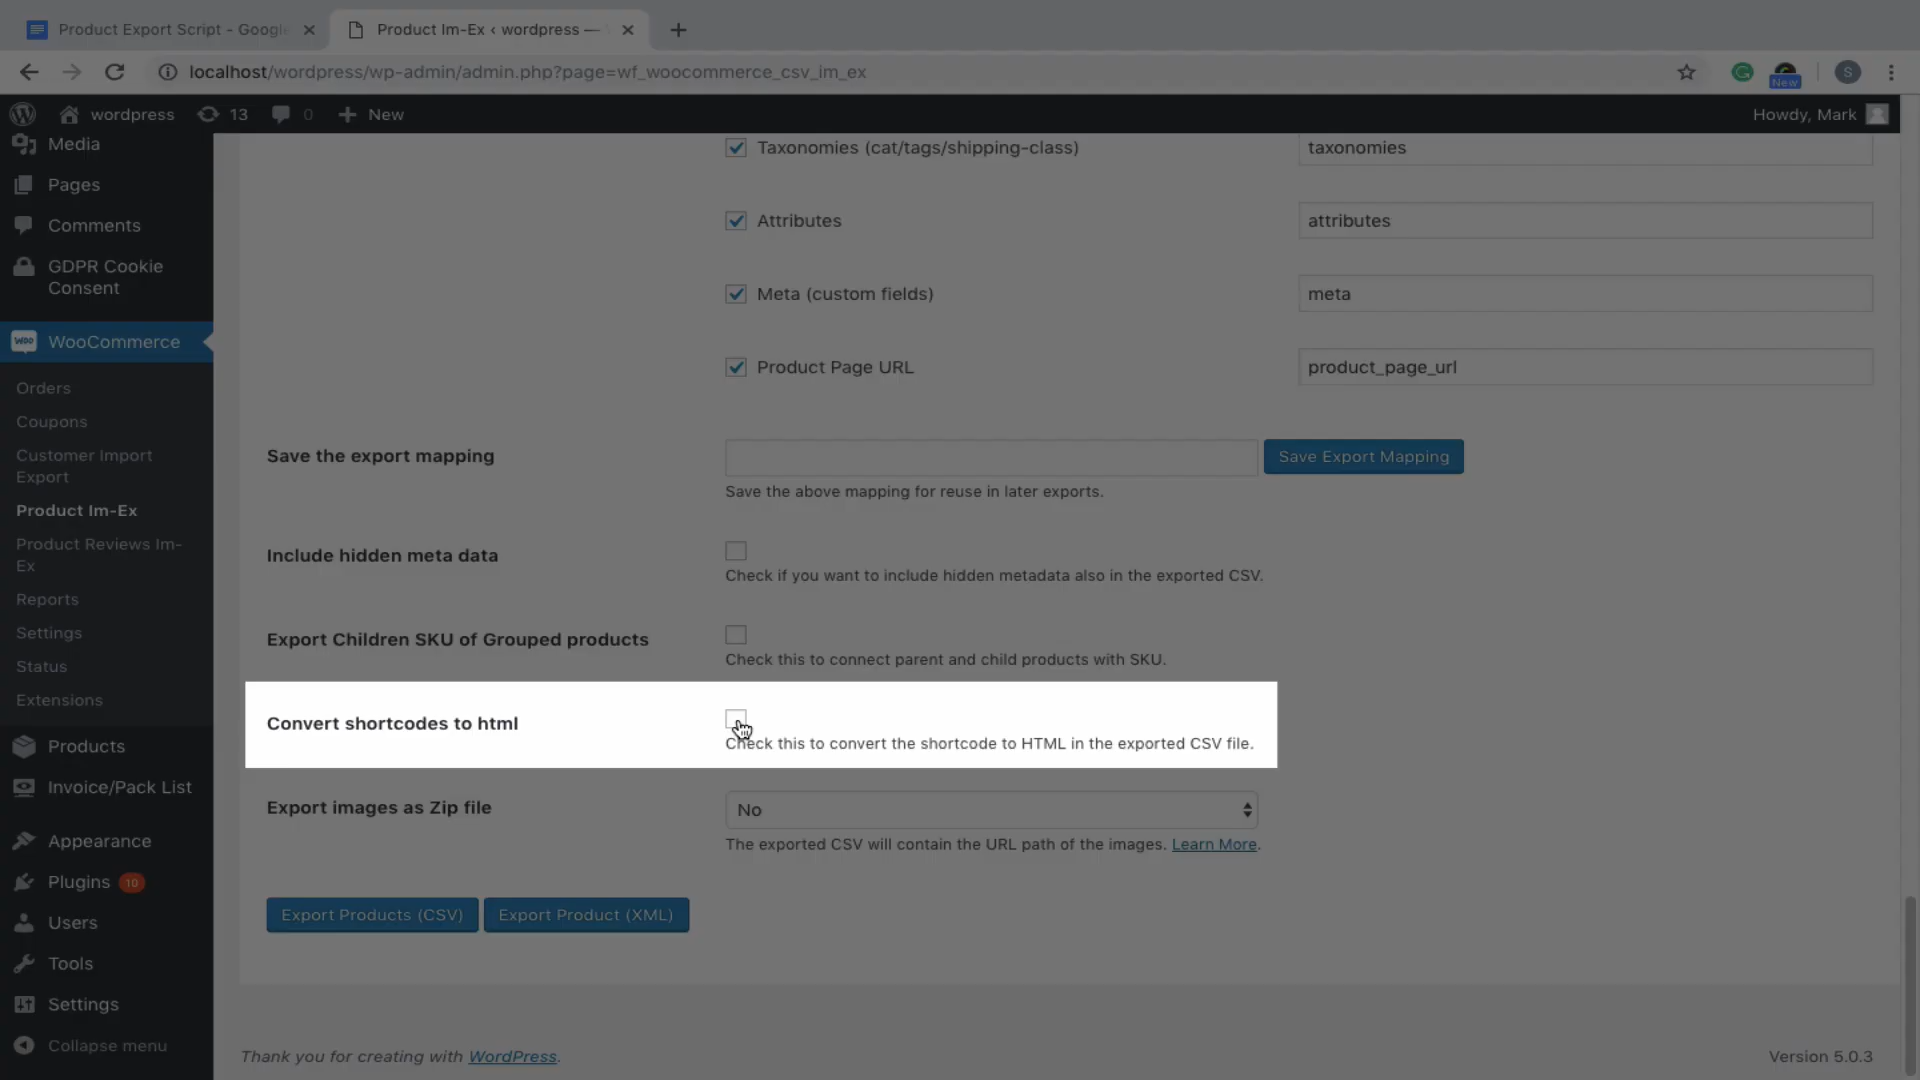 Product Export Script - Google
Product Im-Ex ‹ wordpress —
localhost/wordpress/wp-admin/admin.php?page=wf_woocommerce_csv_im_ex
New
S
wordpress
13
0
New
Howdy, Mark
Media
Pages
Comments
GDPR Cookie
Consent
WOO
WooCommerce
Orders
Coupons
Customer Import
Export
Product Im-Ex
Product Reviews Im-
Ex
Reports
Settings
Status
Extensions
Products
Invoice/Pack List
Appearance
Plugins 10
Users
Tools
Settings
Collapse menu
Taxonomies (cat/tags/shipping-class)
taxonomies
Attributes
attributes
Meta (custom fields)
meta
Product Page URL
product_page_url
Save the export mapping
Save Export Mapping
Save the above mapping for reuse in later exports.
Include hidden meta data
Check if you want to include hidden metadata also in the exported CSV.
Export Children SKU of Grouped products
Check this to connect parent and child products with SKU.
Convert shortcodes to html
Check this to convert the shortcode to HTML in the exported CSV file.
Export images as Zip file
No
The exported CSV will contain the URL path of the images. Learn More.
Export Products (CSV)
Export Product (XML)
Thank you for creating with WordPress.
Version 5.0.3